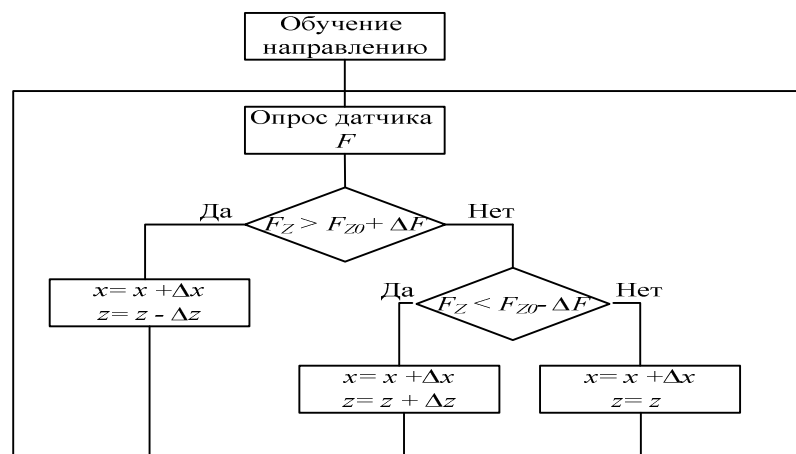 Обучение
направлению
Опрос датчика
F
Да
Нет
F_Z > F_Z0 + ΔF
x= x +Δx
z= z - Δz
Да
Нет
F_Z < F_Z0 - ΔF
x= x +Δx
z= z + Δz
x= x +Δx
z= z